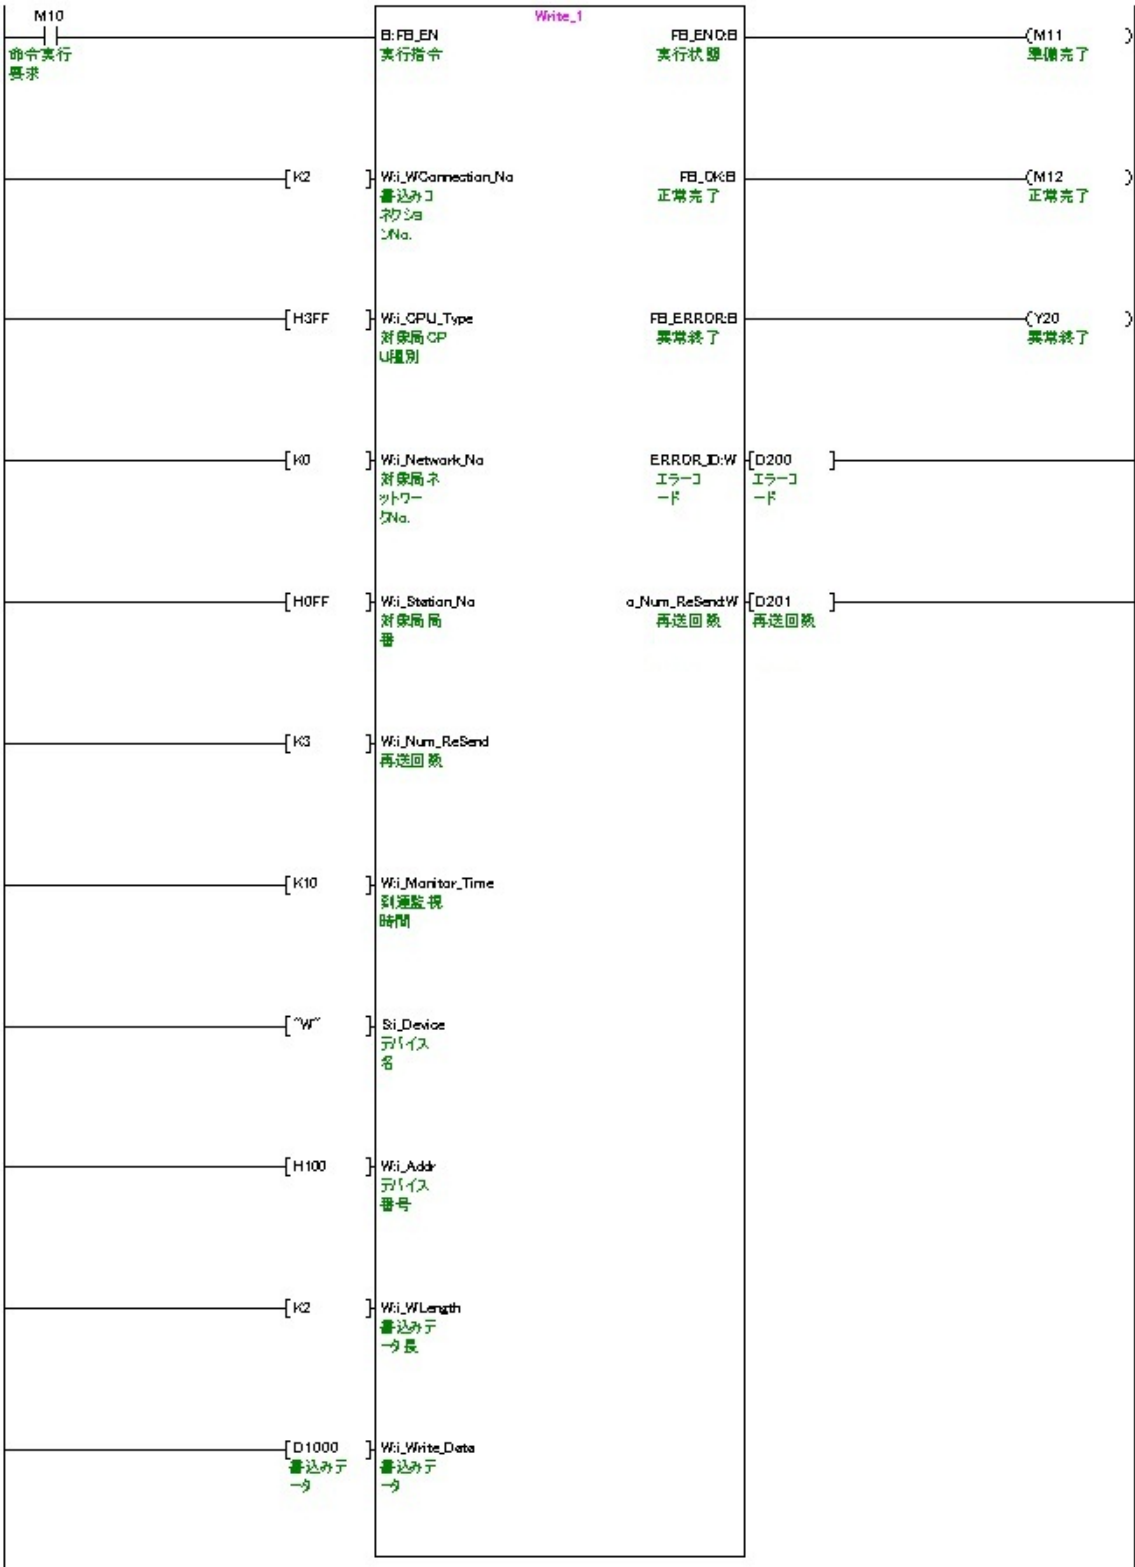 M10
Write_1
B:FB_EN
FB_ENO:B
(M11 )
命令実行
要求
実行指令
実行状態
準備完了
[K2 ]
W:i_WConnection_No
FB_OK:B
(M12 )
書込みコ
ネクショ
ンNo.
正常完了
正常完了
[H3FF ]
W:i_CPU_Type
FB_ERROR:B
(Y20 )
対象局CP
U種別
異常終了
異常終了
[K0 ]
W:i_Network_No
ERROR_ID:W
[D200 ]
対象局ネ
ットワー
クNo.
エラーコ
ード
エラーコ
ード
[H0FF ]
W:i_Station_No
o_Num_ReSend:W
[D201 ]
対象局局
番
再送回数
再送回数
[K3 ]
W:i_Num_ReSend
再送回数
[K10 ]
W:i_Monitor_Time
到達監視
時間
["W" ]
S:i_Device
デバイス
名
[H100 ]
W:i_Addr
デバイス
番号
[K2 ]
W:i_WLength
書込みデ
ータ長
[D1000 ]
W:i_Write_Data
書込みデ
ータ
書込みデ
ータ